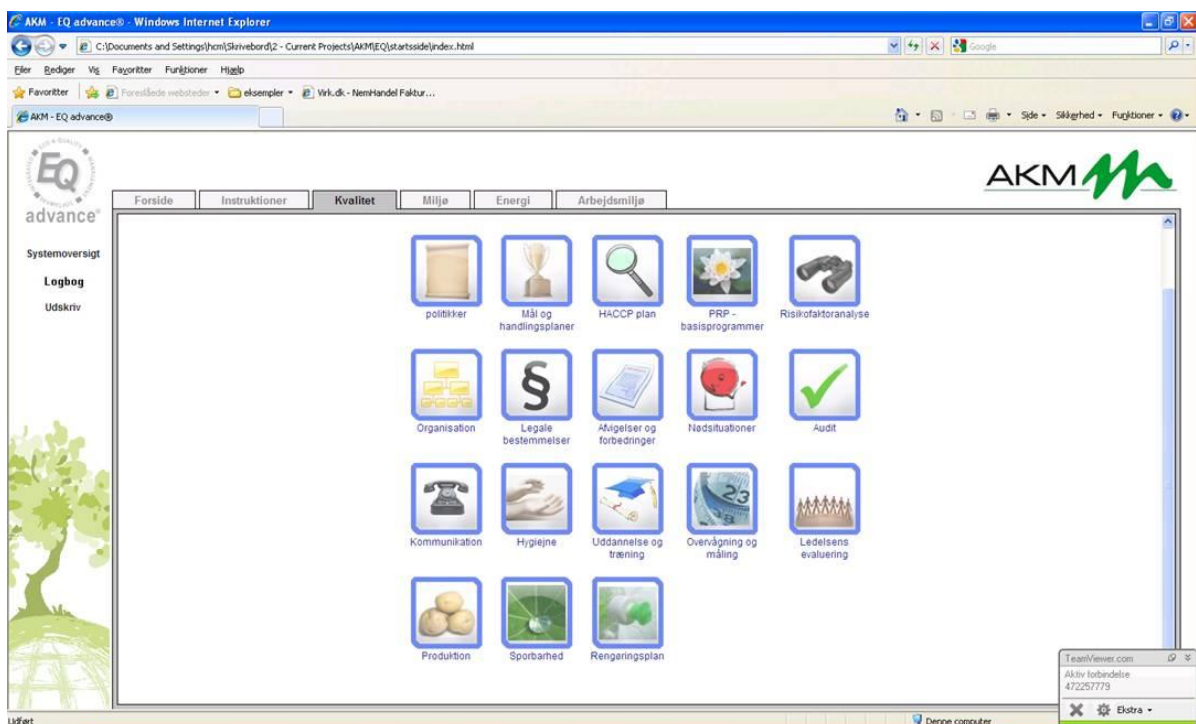 AKM - EQ advance® - Windows Internet Explorer
C:\Documents and Settings\hcm\Skrivebord\2 - Current Projects\AKM\EQ\startsside\index.html
Google
Filer Rediger Vis Favoritter Funktioner Hjælp
Favoritter Foreslåede websteder eksempler Virk.dk - NemHandel Faktur...
AKM - EQ advance®
Side Sikkerhed Funktioner
EQ
advance®
AKM
Forside Instruktioner Kvalitet Miljø Energi Arbejdsmiljø
Systemoversigt
Logbog
Udskriv
politikker
Mål og
handlingsplaner
HACCP plan
PRP -
basisprogrammer
Risikofaktoranalyse
§
Organisation
Legale
bestemmelser
Afvigelser og
forbedringer
Nødsituationer
Audit
23
Kommunikation
Hygiejne
Uddannelse og
træning
Overvågning og
måling
Ledelsens
evaluering
Produktion
Sporbarhed
Rengøringsplan
TeamViewer.com
Aktiv forbindelse
472257779
Ekstra
Udført
Denne computer